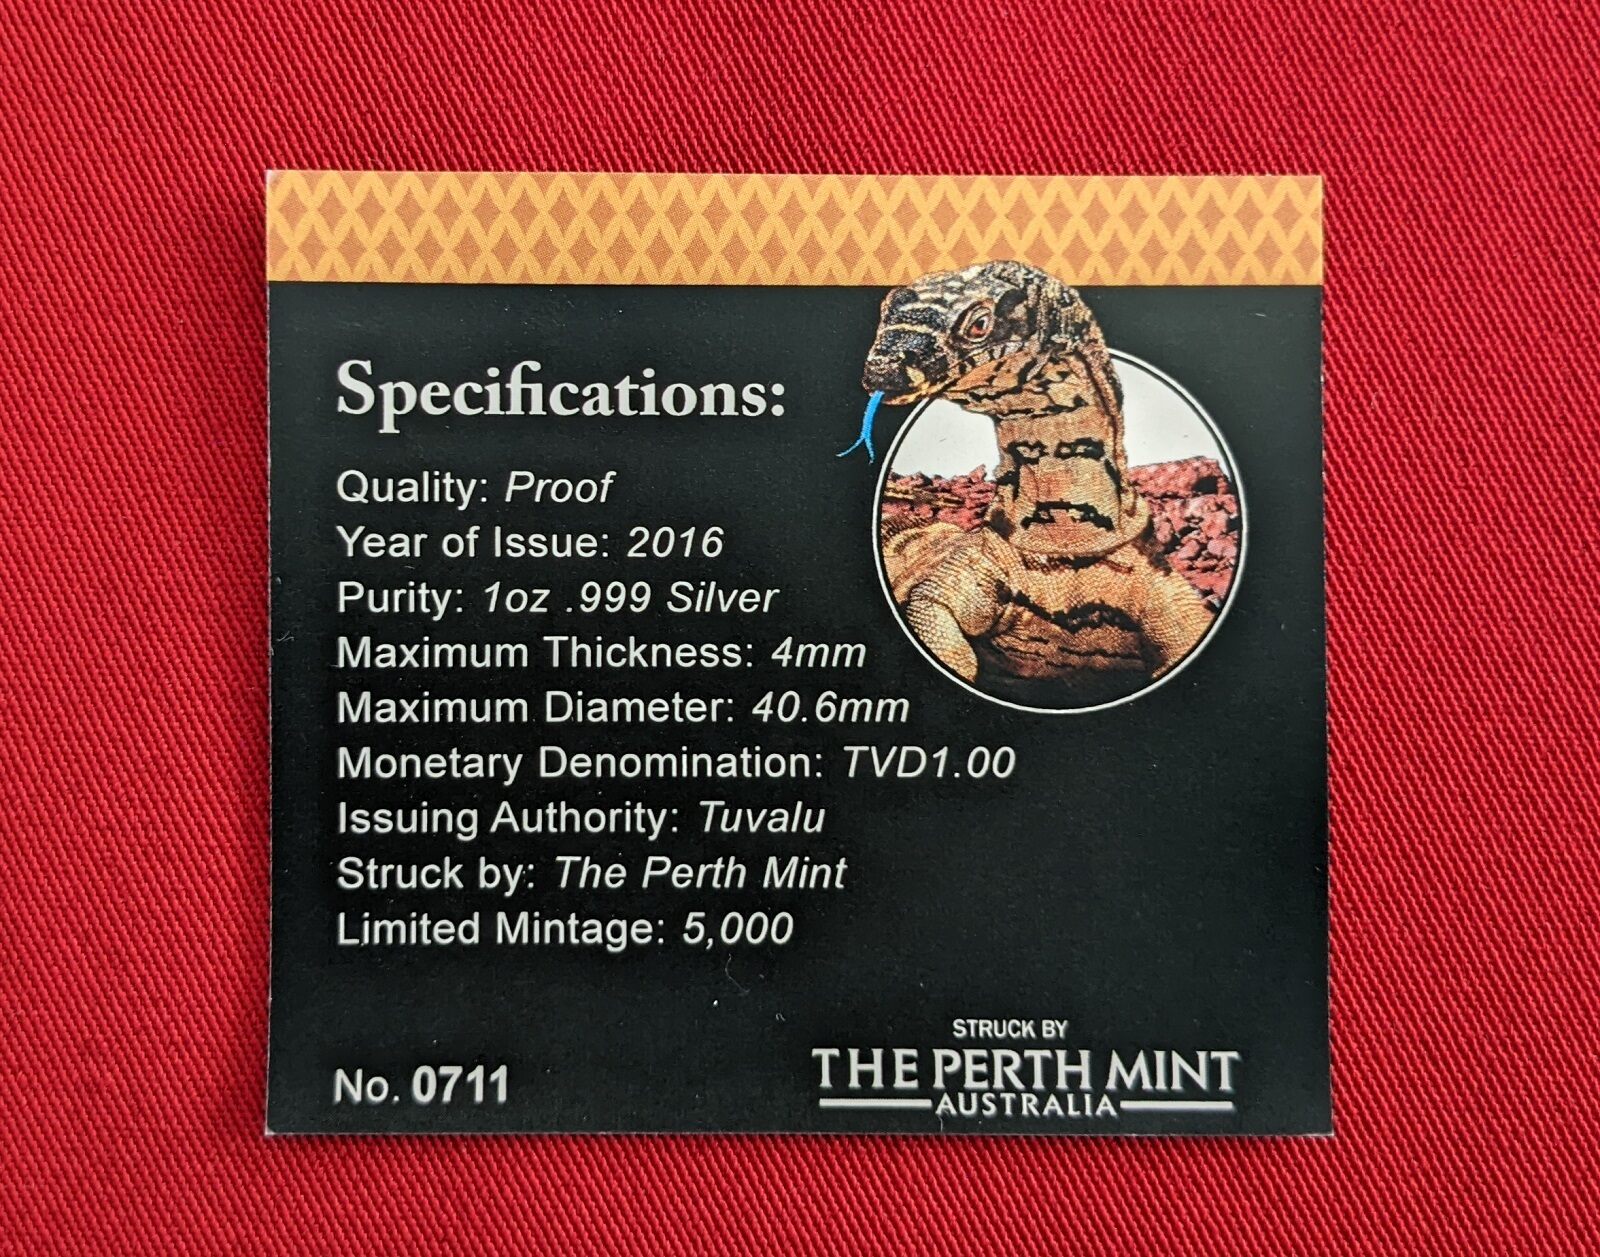 Specifications:
Quality: Proof
Year of Issue: 2016
Purity: 1oz .999 Silver
Maximum Thickness: 4mm
Maximum Diameter: 40.6mm
Monetary Denomination: TVD1.00
Issuing Authority: Tuvalu
Struck by: The Perth Mint
Limited Mintage: 5,000
No. 0711
STRUCK BY
THE PERTH MINT
AUSTRALIA